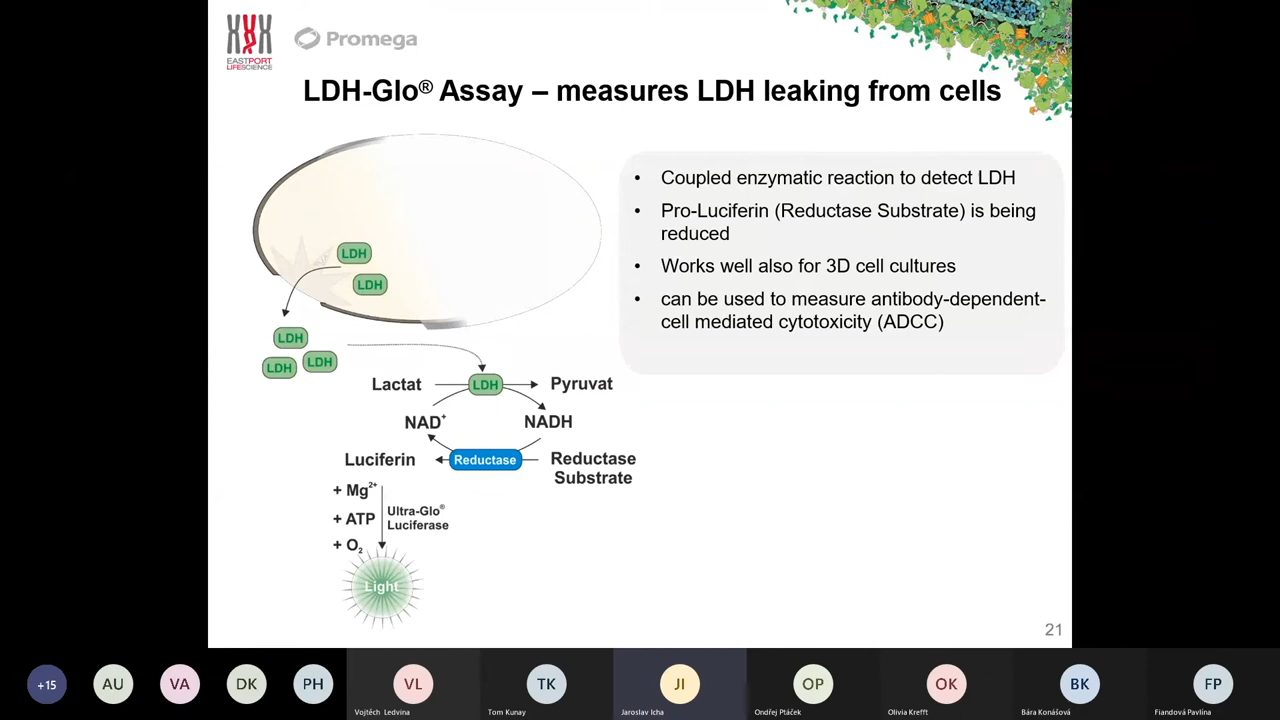 EASTPORT
LIFESCIENCE
Promega
LDH-Glo® Assay – measures LDH leaking from cells
LDH
LDH
LDH
LDH
LDH
• Coupled enzymatic reaction to detect LDH
• Pro-Luciferin (Reductase Substrate) is being
reduced
• Works well also for 3D cell cultures
• can be used to measure antibody-dependent-
cell mediated cytotoxicity (ADCC)
Lactat LDH Pyruvat
NAD⁺ NADH
Luciferin Reductase Reductase
Substrate
+ Mg²⁺
+ ATP
+ O₂
Ultra-Glo®
Luciferase
Light
21
+15 AU VA DK PH VL TK JI OP OK BK FP
Vojtěch Ledvina Tom Kunay Jaroslav Icha Ondřej Ptáček Olivia Krefft Bára Konášová Fiandová Pavlína